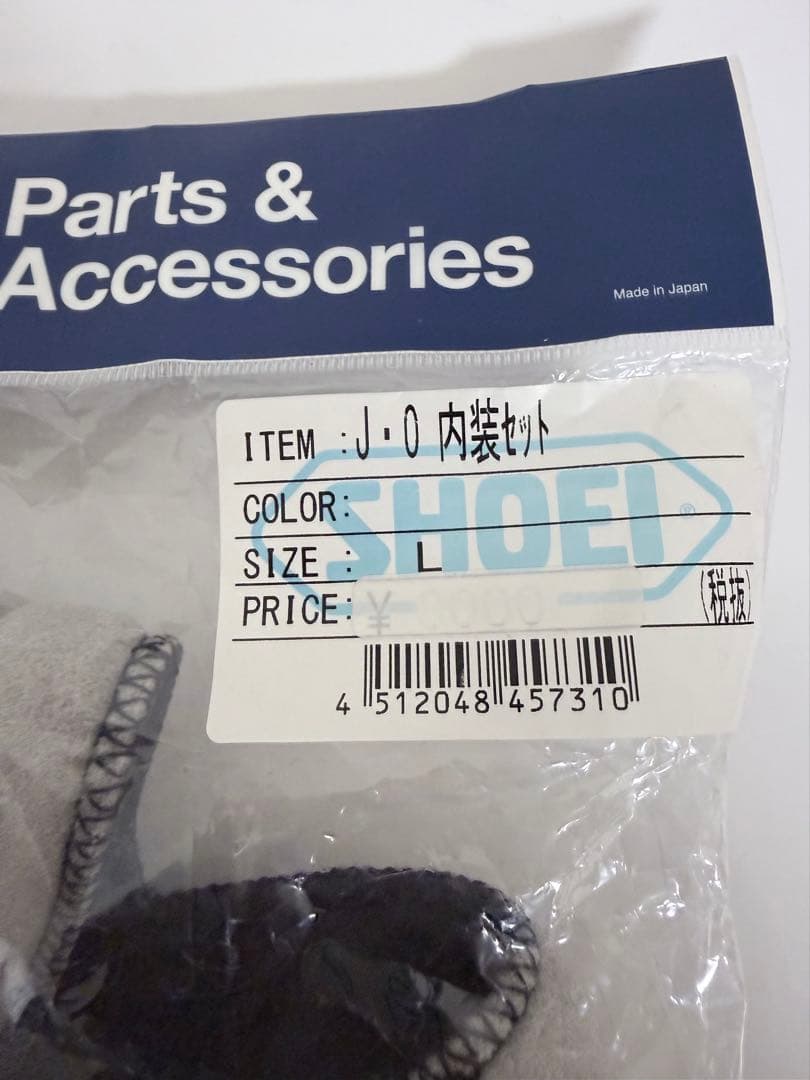 Parts &
Accessories
Made in Japan
ITEM :J・O 内装セット
SHOEI®
COLOR:
SIZE : L
PRICE: ¥ (税抜)
4 512048 457310